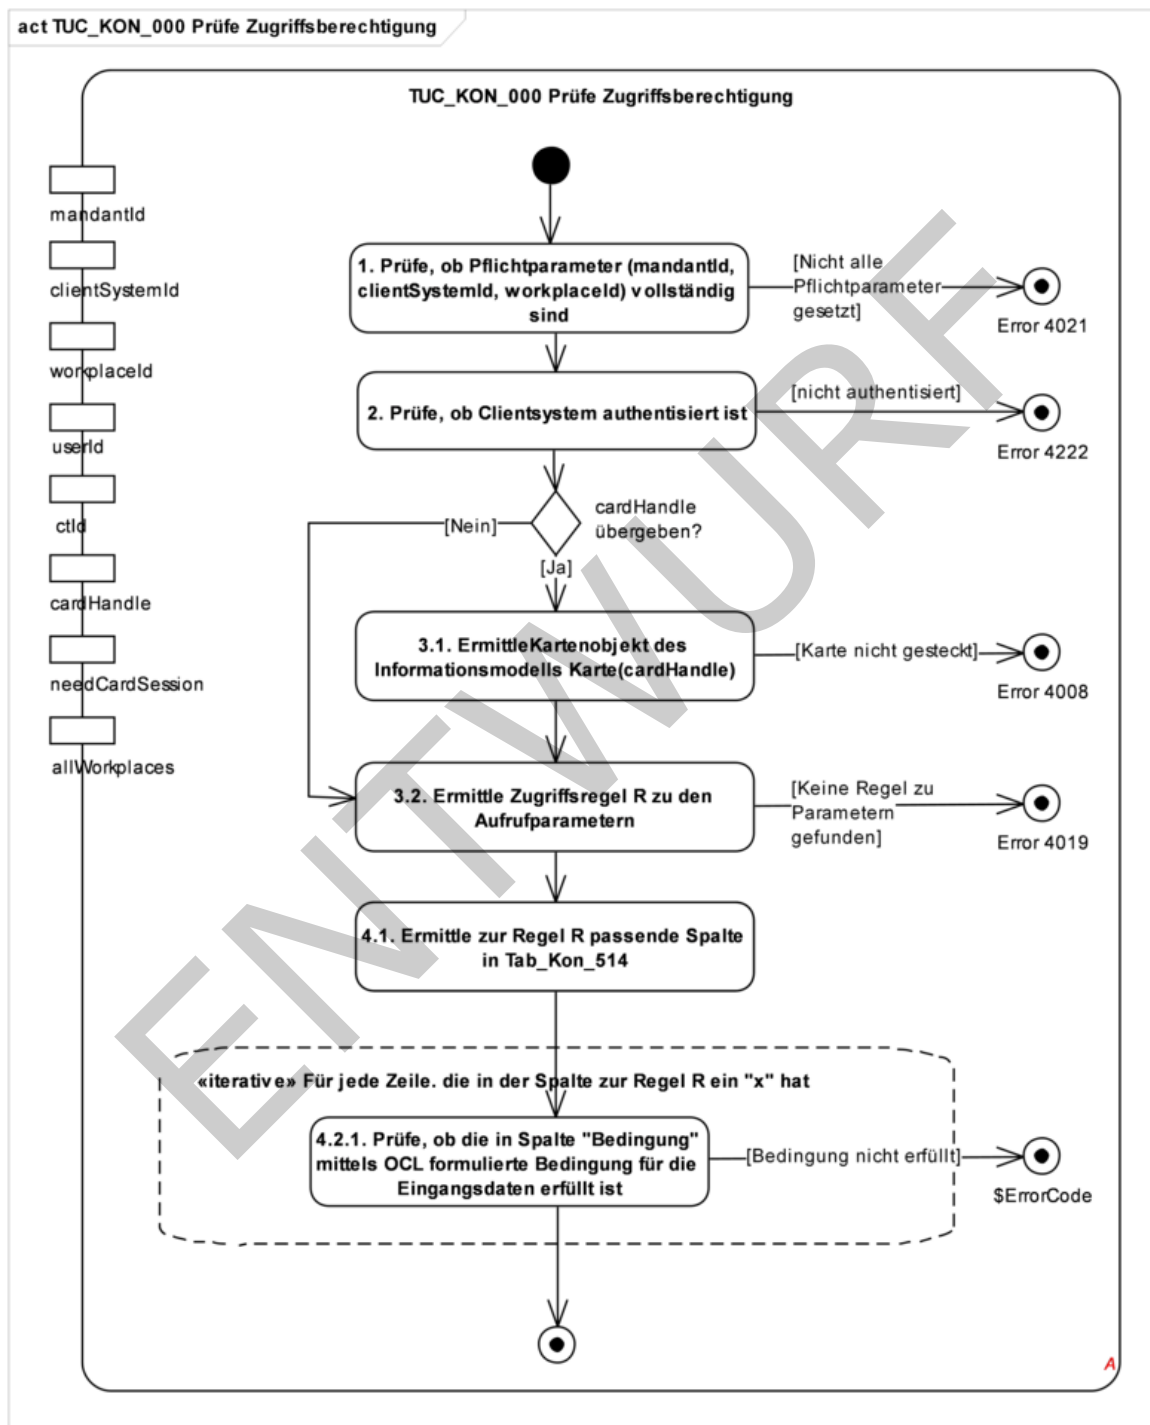 act TUC_KON_000 Prüfe Zugriffsberechtigung
TUC_KON_000 Prüfe Zugriffsberechtigung
mandantId
clientSystemId
workplaceId
userId
ctId
cardHandle
needCardSession
allWorkplaces
1. Prüfe, ob Pflichtparameter (mandantId,
clientSystemId, workplaceId) vollständig
sind
[Nicht alle
Pflichtparameter
gesetzt]
Error 4021
2. Prüfe, ob Clientsystem authentisiert ist
[nicht authentisiert]
Error 4222
cardHandle
übergeben?
[Nein]
[Ja]
3.1. ErmittleKartenobjekt des
Informationsmodells Karte(cardHandle)
[Karte nicht gesteckt]
Error 4008
3.2. Ermittle Zugriffsregel R zu den
Aufrufparametern
[Keine Regel zu
Parametern
gefunden]
Error 4019
4.1. Ermittle zur Regel R passende Spalte
in Tab_Kon_514
«iterative» Für jede Zeile. die in der Spalte zur Regel R ein "x" hat
4.2.1. Prüfe, ob die in Spalte "Bedingung"
mittels OCL formulierte Bedingung für die
Eingangsdaten erfüllt ist
[Bedingung nicht erfüllt]
$ErrorCode
A
ENTWURF